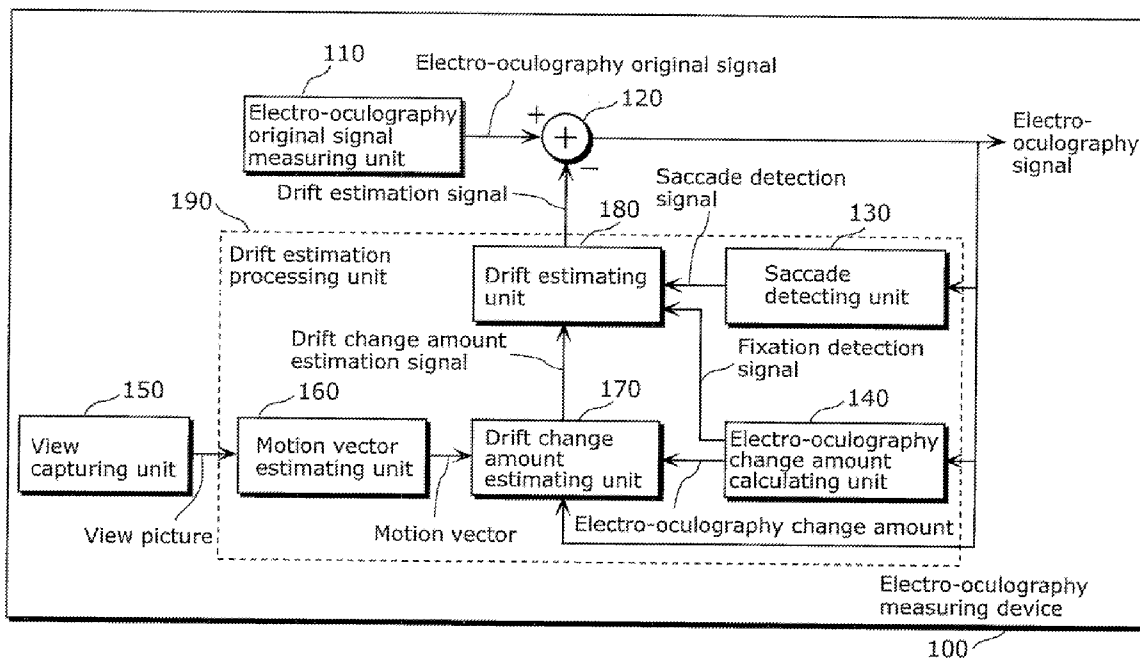 110
Electro-oculography original signal
Electro-oculography
original signal
measuring unit
+
120
+
−
Electro-
oculography
signal
Drift estimation signal
Saccade detection
signal
190
180
130
Drift estimation
processing unit
Drift estimating
unit
Saccade
detecting unit
Drift change amount
estimation signal
Fixation detection
signal
150
160
170
140
View
capturing unit
Motion vector
estimating unit
Drift change
amount
estimating unit
Electro-oculography
change amount
calculating unit
View picture
Motion vector
Electro-oculography change amount
Electro-oculography
measuring device
100